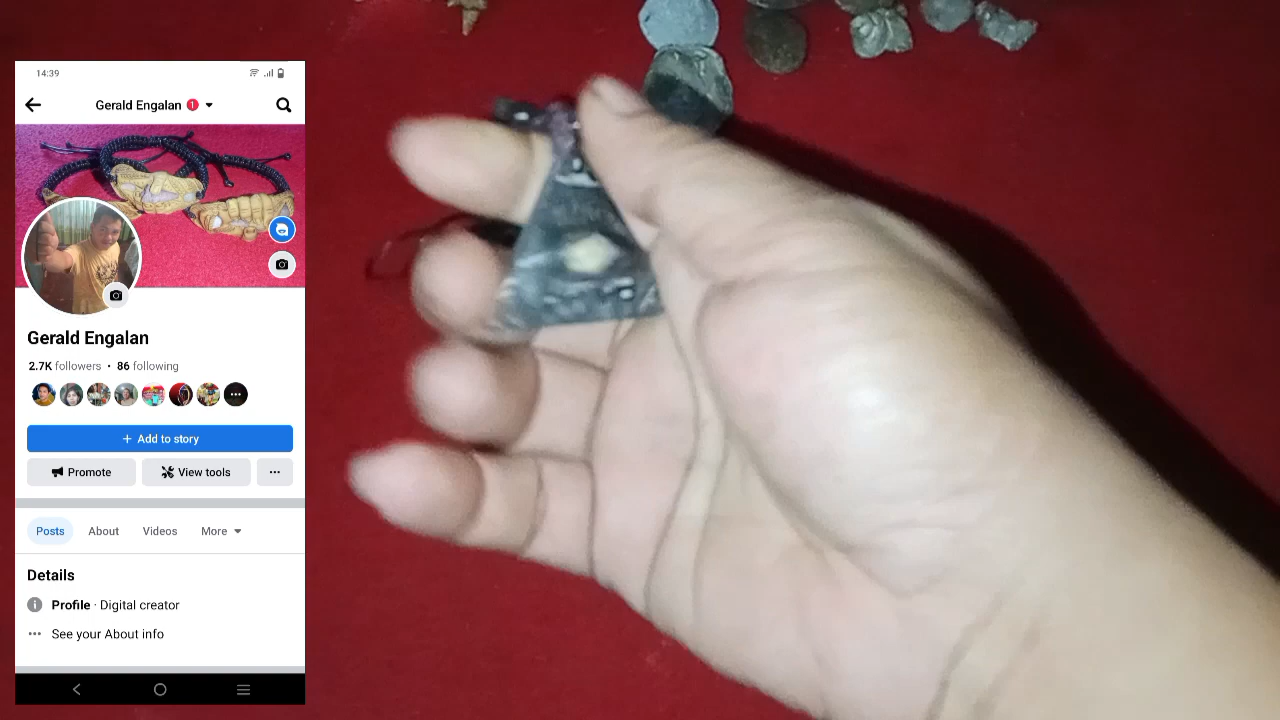 14:39
Gerald Engalan 1
Gerald Engalan
2.7K followers • 86 following
+ Add to story
Promote
View tools
Posts
About
Videos
More
Details
Profile · Digital creator
See your About info